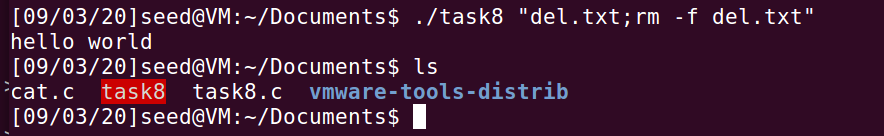 [09/03/20]seed@VM:~/Documents$ ./task8 "del.txt;rm -f del.txt"
hello world
[09/03/20]seed@VM:~/Documents$ ls
cat.c  task8  task8.c  vmware-tools-distrib
[09/03/20]seed@VM:~/Documents$